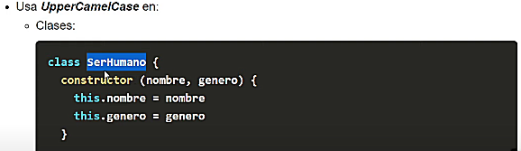 Usa UpperCamelCase en:
Clases:
class SerHumano {
constructor (nombre, genero) {
this.nombre = nombre
this.genero = genero
}